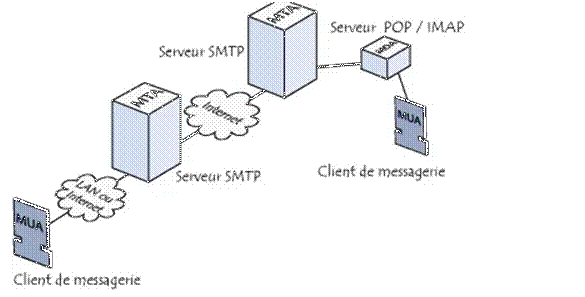 MTA
Serveur POP / IMAP
Serveur SMTP
MDA
MTA
Internet
MUA
Client de messagerie
Serveur SMTP
LAN ou
Internet
MUA
Client de messagerie